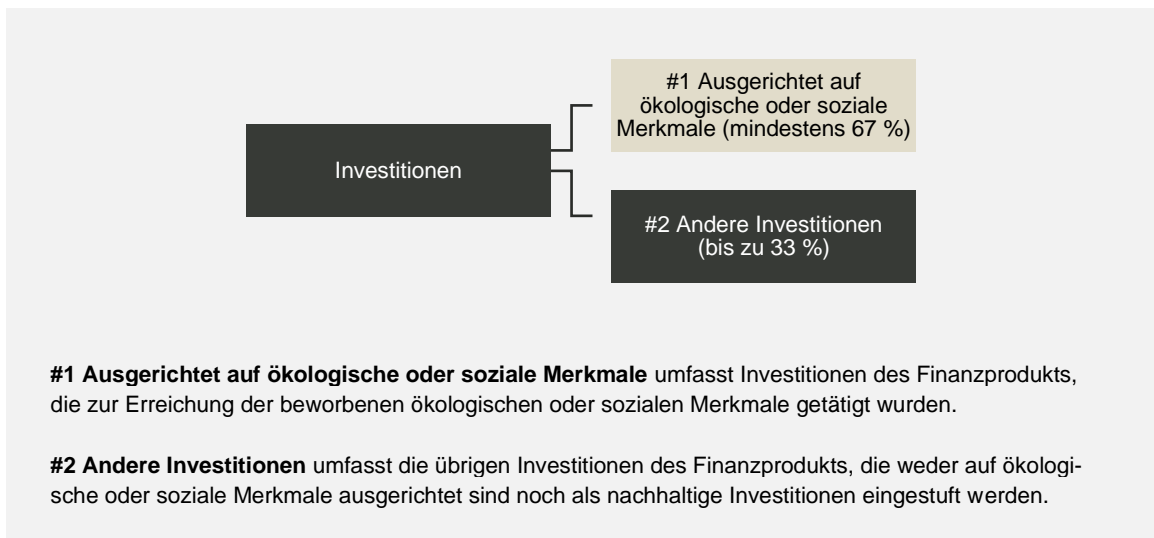 #1 Ausgerichtet auf
ökologische oder soziale
Merkmale (mindestens 67 %)
Investitionen
#2 Andere Investitionen
(bis zu 33 %)
#1 Ausgerichtet auf ökologische oder soziale Merkmale umfasst Investitionen des Finanzprodukts,
die zur Erreichung der beworbenen ökologischen oder sozialen Merkmale getätigt wurden.
#2 Andere Investitionen umfasst die übrigen Investitionen des Finanzprodukts, die weder auf ökologi-
sche oder soziale Merkmale ausgerichtet sind noch als nachhaltige Investitionen eingestuft werden.